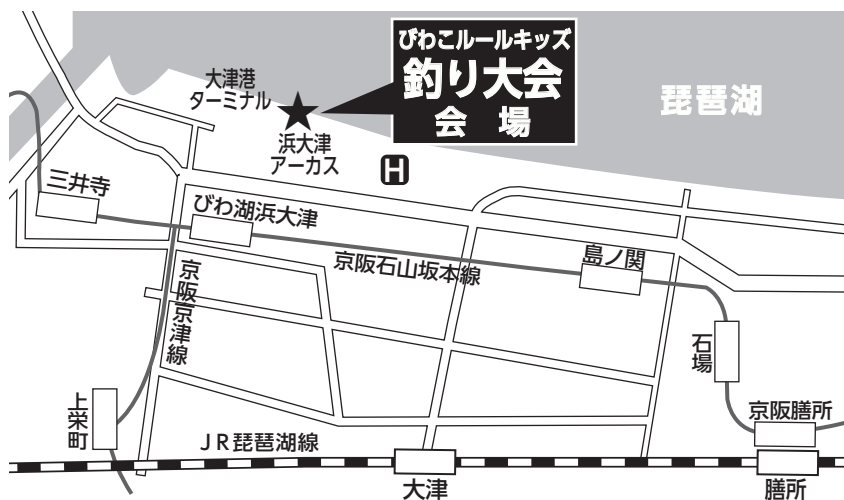 びわこルールキッズ
釣り大会
会　場
琵琶湖
大津港
ターミナル
浜大津
アーカス
H
三井寺
びわ湖浜大津
京阪石山坂本線
島ノ関
京阪京津線
石場
上栄町
京阪膳所
JR琵琶湖線
大津
膳所